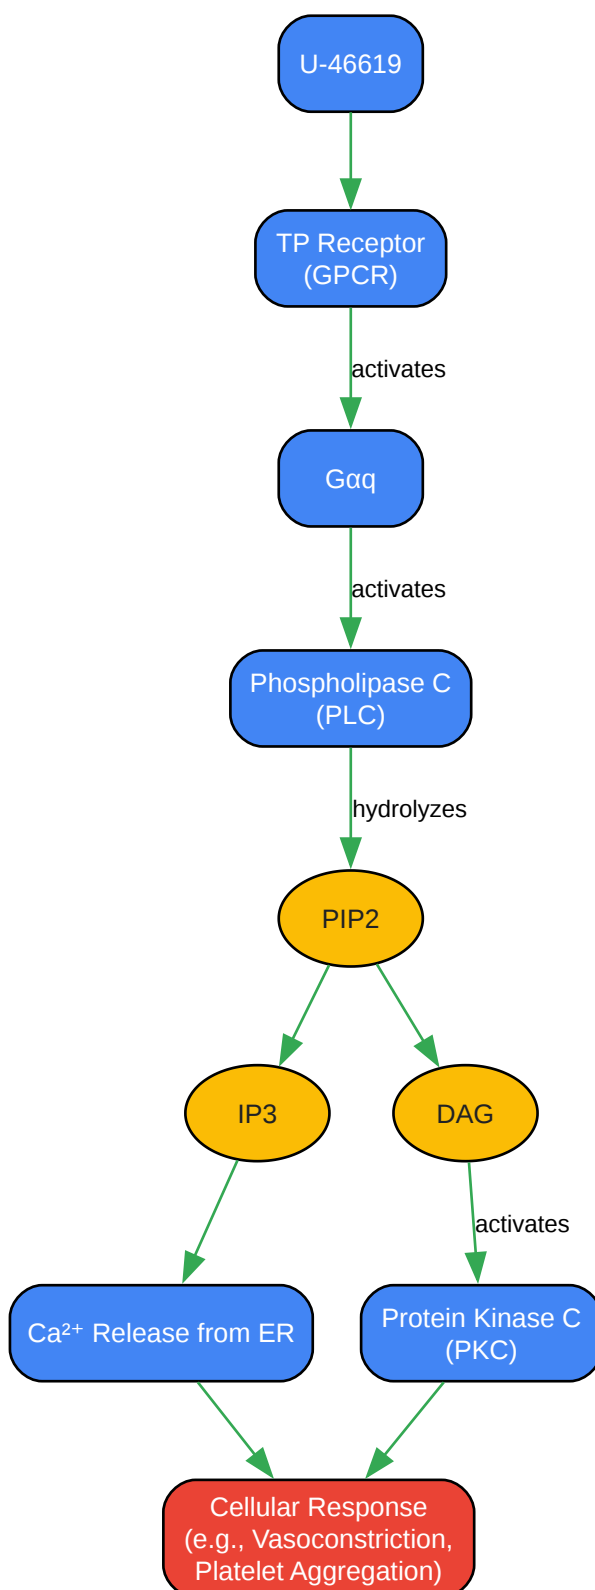 U-46619
TP Receptor
(GPCR)
activates
Gαq
activates
Phospholipase C
(PLC)
hydrolyzes
PIP2
IP3
DAG
activates
Ca²⁺ Release from ER
Protein Kinase C
(PKC)
Cellular Response
(e.g., Vasoconstriction,
Platelet Aggregation)